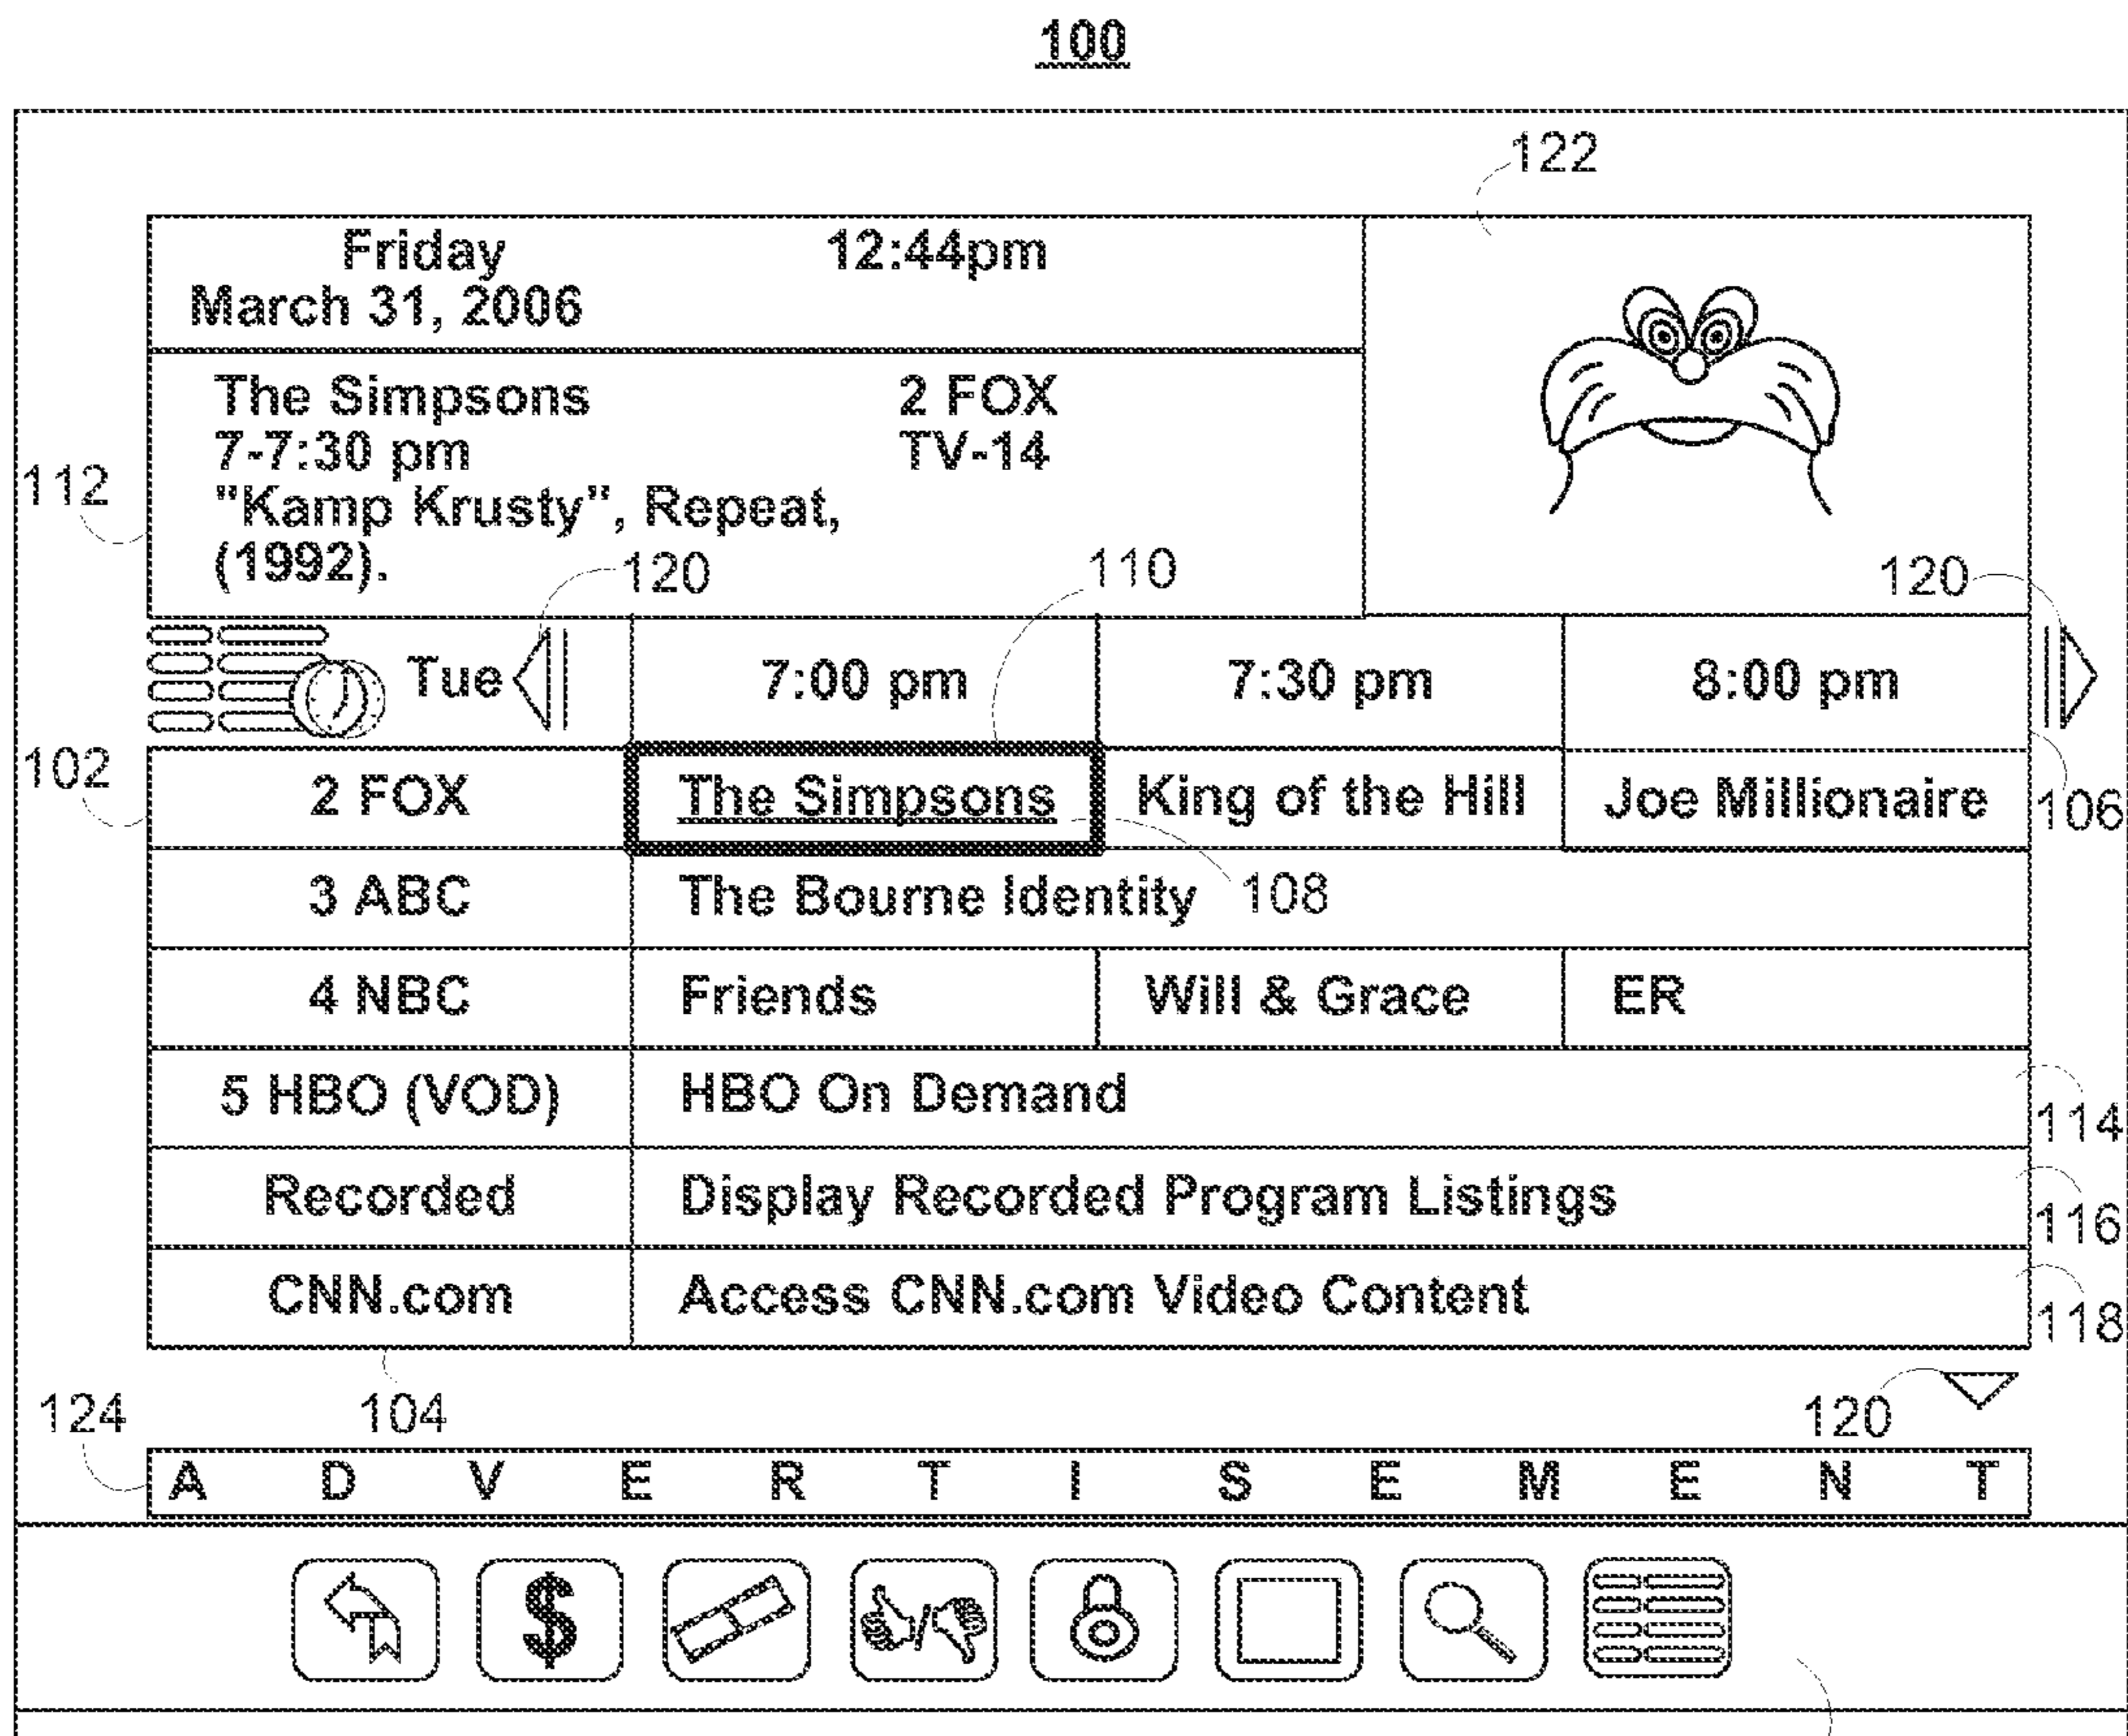 100
122
Friday 12:44pm
March 31, 2006
The Simpsons 2 FOX
7-7:30 pm TV-14
"Kamp Krusty", Repeat,
(1992).
112
120 110 120
Tue 7:00 pm 7:30 pm 8:00 pm
102
2 FOX The Simpsons King of the Hill Joe Millionaire 106
3 ABC The Bourne Identity 108
4 NBC Friends Will & Grace ER
5 HBO (VOD) HBO On Demand 114
Recorded Display Recorded Program Listings 116
CNN.com Access CNN.com Video Content 118
124 104 120
A D V E R T I S E M E N T
$